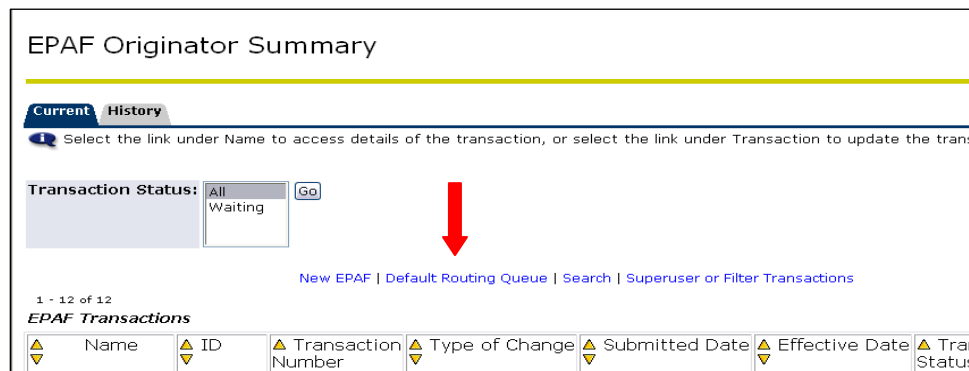 EPAF Originator Summary
Current History
Select the link under Name to access details of the transaction, or select the link under Transaction to update the
Transaction Status: All Go
Waiting
New EPAF | Default Routing Queue | Search | Superuser or Filter Transactions
1 - 12 of 12
EPAF Transactions
Name ID Transaction Number Type of Change Submitted Date Effective Date Status